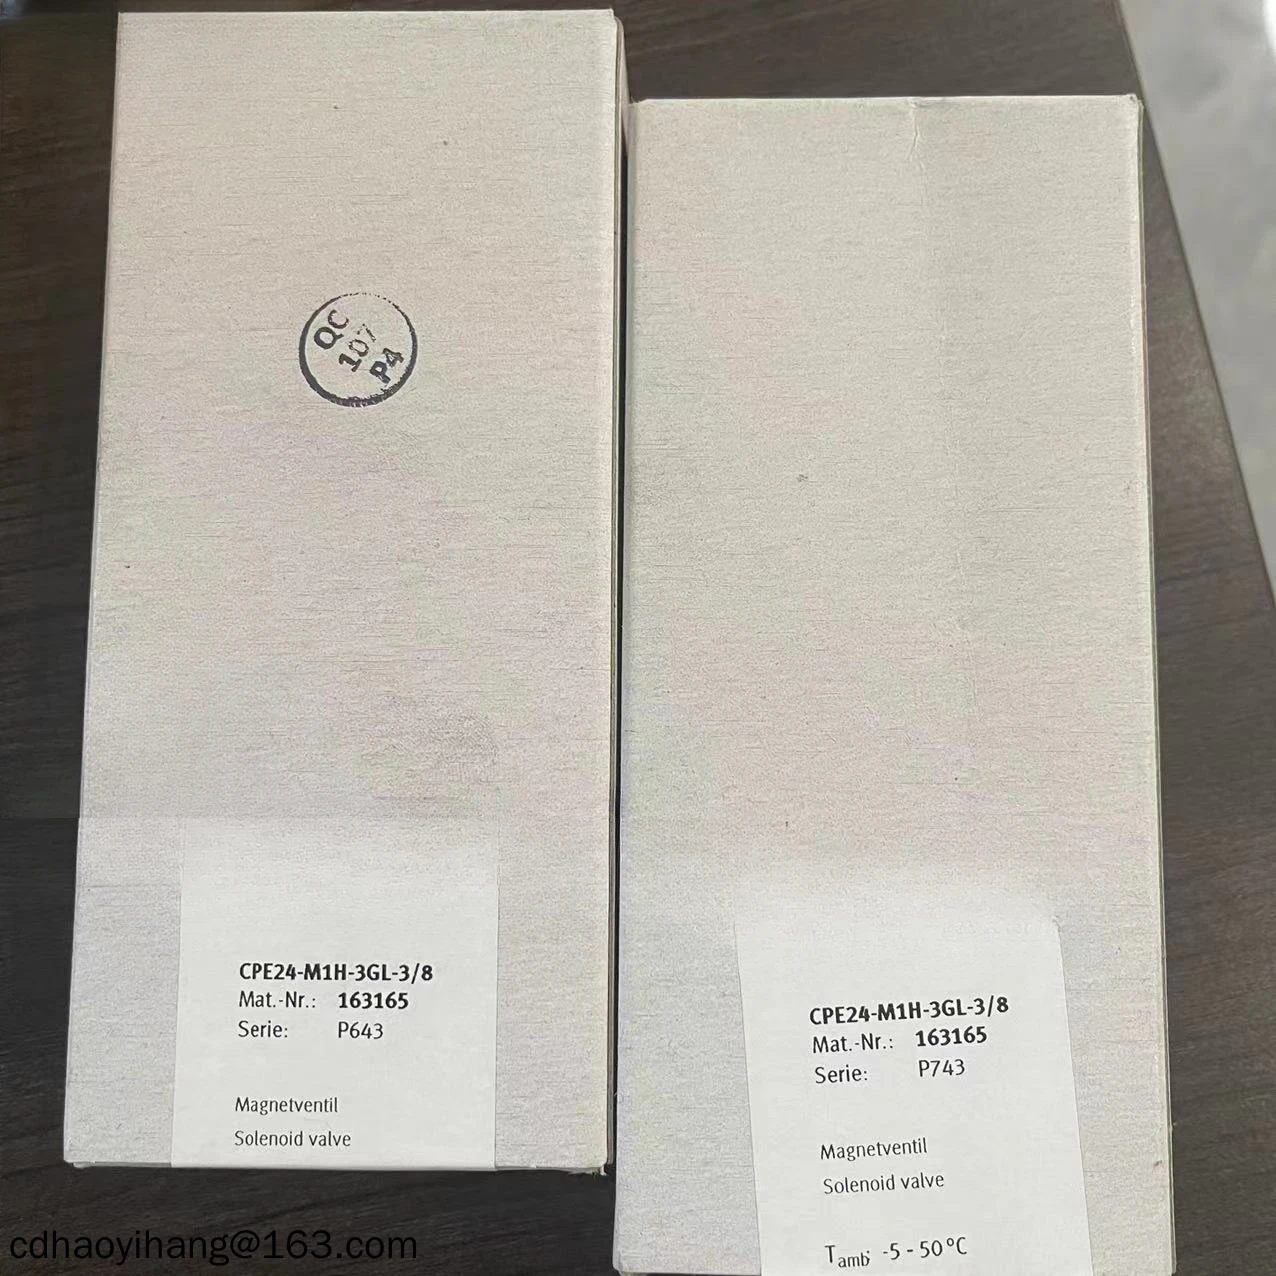 QC
107
P4
CPE24-M1H-3GL-3/8
Mat.-Nr.: 163165
Serie: P643
Magnetventil
Solenoid valve
CPE24-M1H-3GL-3/8
Mat.-Nr.: 163165
Serie: P743
Magnetventil
Solenoid valve
Tamb: -5 - 50°C
cdhaoyihang@163.com